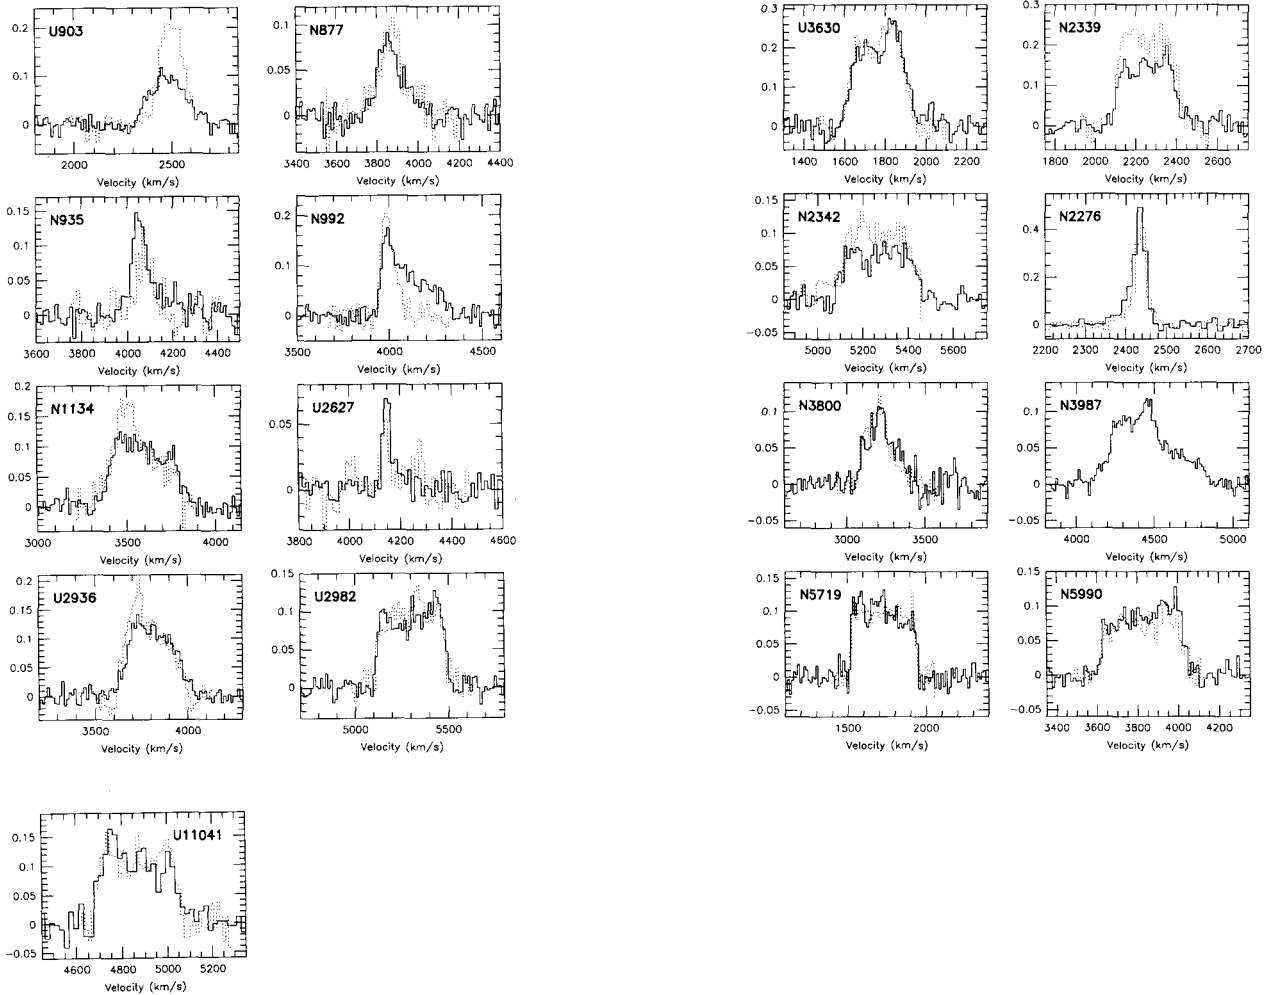 U903
0.2
0.1
0
2000 2500
Velocity (km/s)
N877
0.1
0.05
0
3400 3600 3800 4000 4200 4400
Velocity (km/s)
U3630
0.3
0.2
0.1
0
1400 1600 1800 2000 2200
Velocity (km/s)
N2339
0.3
0.2
0.1
0
1800 2000 2200 2400 2600
Velocity (km/s)
N935
0.15
0.1
0.05
0
3600 3800 4000 4200 4400
Velocity (km/s)
N992
0.2
0.1
0
3500 4000 4500
Velocity (km/s)
N2342
0.15
0.1
0.05
0
−0.05
5000 5200 5400 5600
Velocity (km/s)
N2276
0.4
0.2
0
2200 2300 2400 2500 2600 2700
Velocity (km/s)
N1134
0.2
0.15
0.1
0.05
0
3000 3500 4000
Velocity (km/s)
U2627
0.05
0
3800 4000 4200 4400 4600
Velocity (km/s)
N3800
0.1
0.05
0
−0.05
3000 3500
Velocity (km/s)
N3987
0.1
0.05
0
−0.05
4000 4500 5000
Velocity (km/s)
U2936
0.2
0.15
0.1
0.05
0
3500 4000
Velocity (km/s)
U2982
0.15
0.1
0.05
0
5000 5500
Velocity (km/s)
N5719
0.15
0.1
0.05
0
−0.05
1500 2000
Velocity (km/s)
N5990
0.15
0.1
0.05
0
−0.05
3400 3600 3800 4000 4200
Velocity (km/s)
U11041
0.15
0.1
0.05
0
−0.05
4600 4800 5000 5200
Velocity (km/s)